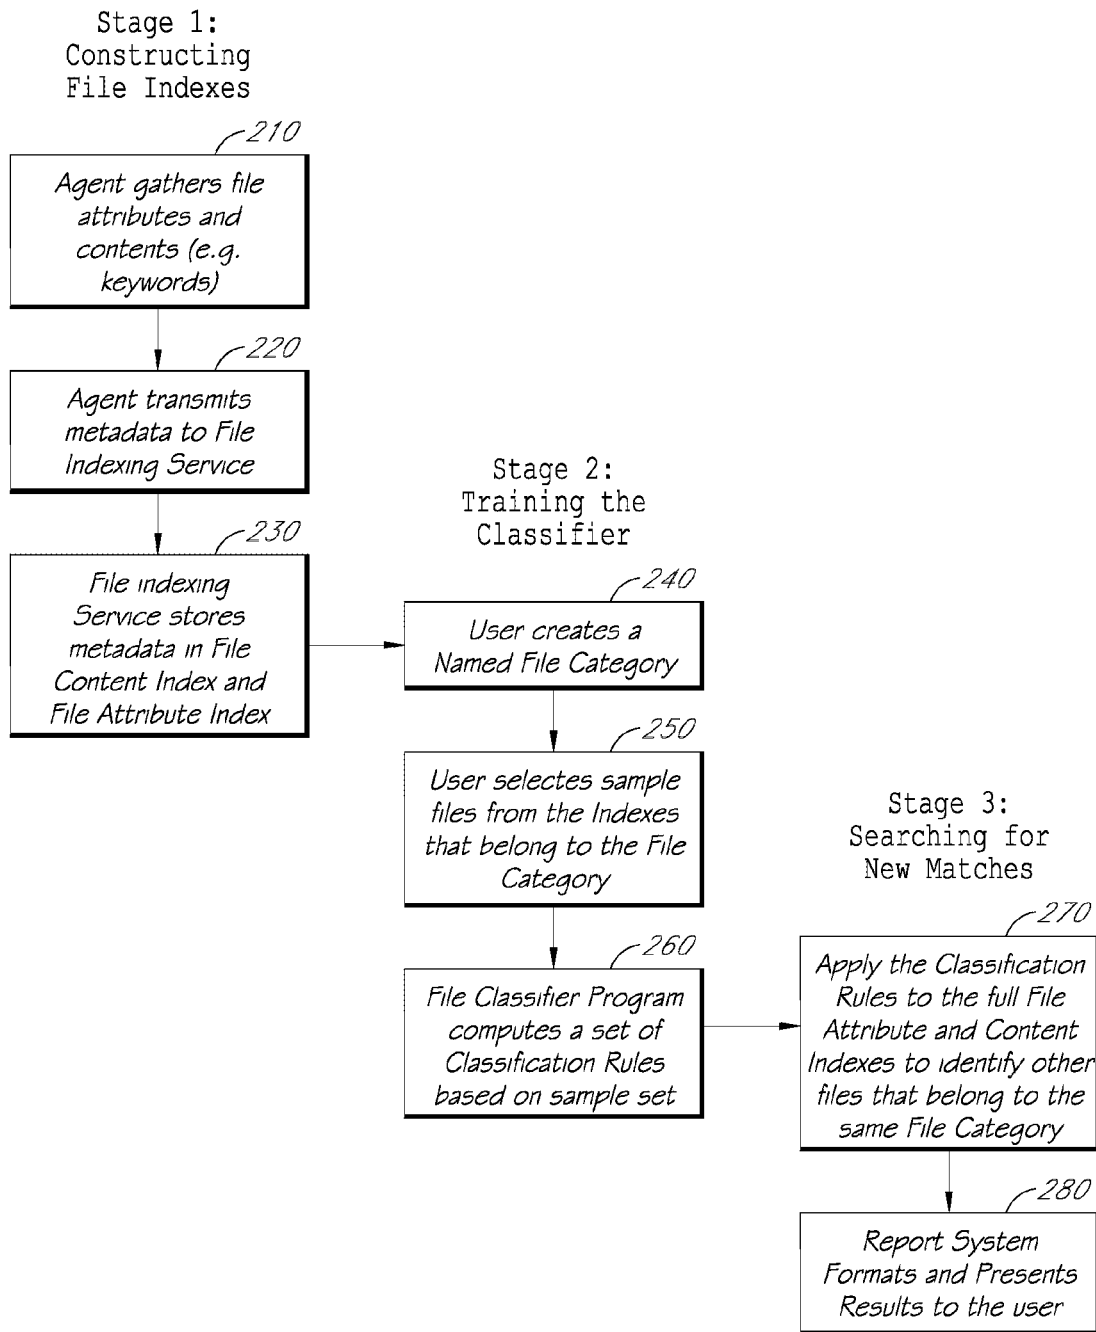 Stage 1:
Constructing
File Indexes
210
Agent gathers file
attributes and
contents (e.g.
keywords)
220
Agent transmits
metadata to File
Indexing Service
230
File indexing
Service stores
metadata in File
Content Index and
File Attribute Index
Stage 2:
Training the
Classifier
240
User creates a
Named File Category
250
User selectes sample
files from the Indexes
that belong to the File
Category
260
File Classifier Program
computes a set of
Classification Rules
based on sample set
Stage 3:
Searching for
New Matches
270
Apply the Classification
Rules to the full File
Attribute and Content
Indexes to identify other
files that belong to the
same File Category
280
Report System
Formats and Presents
Results to the user